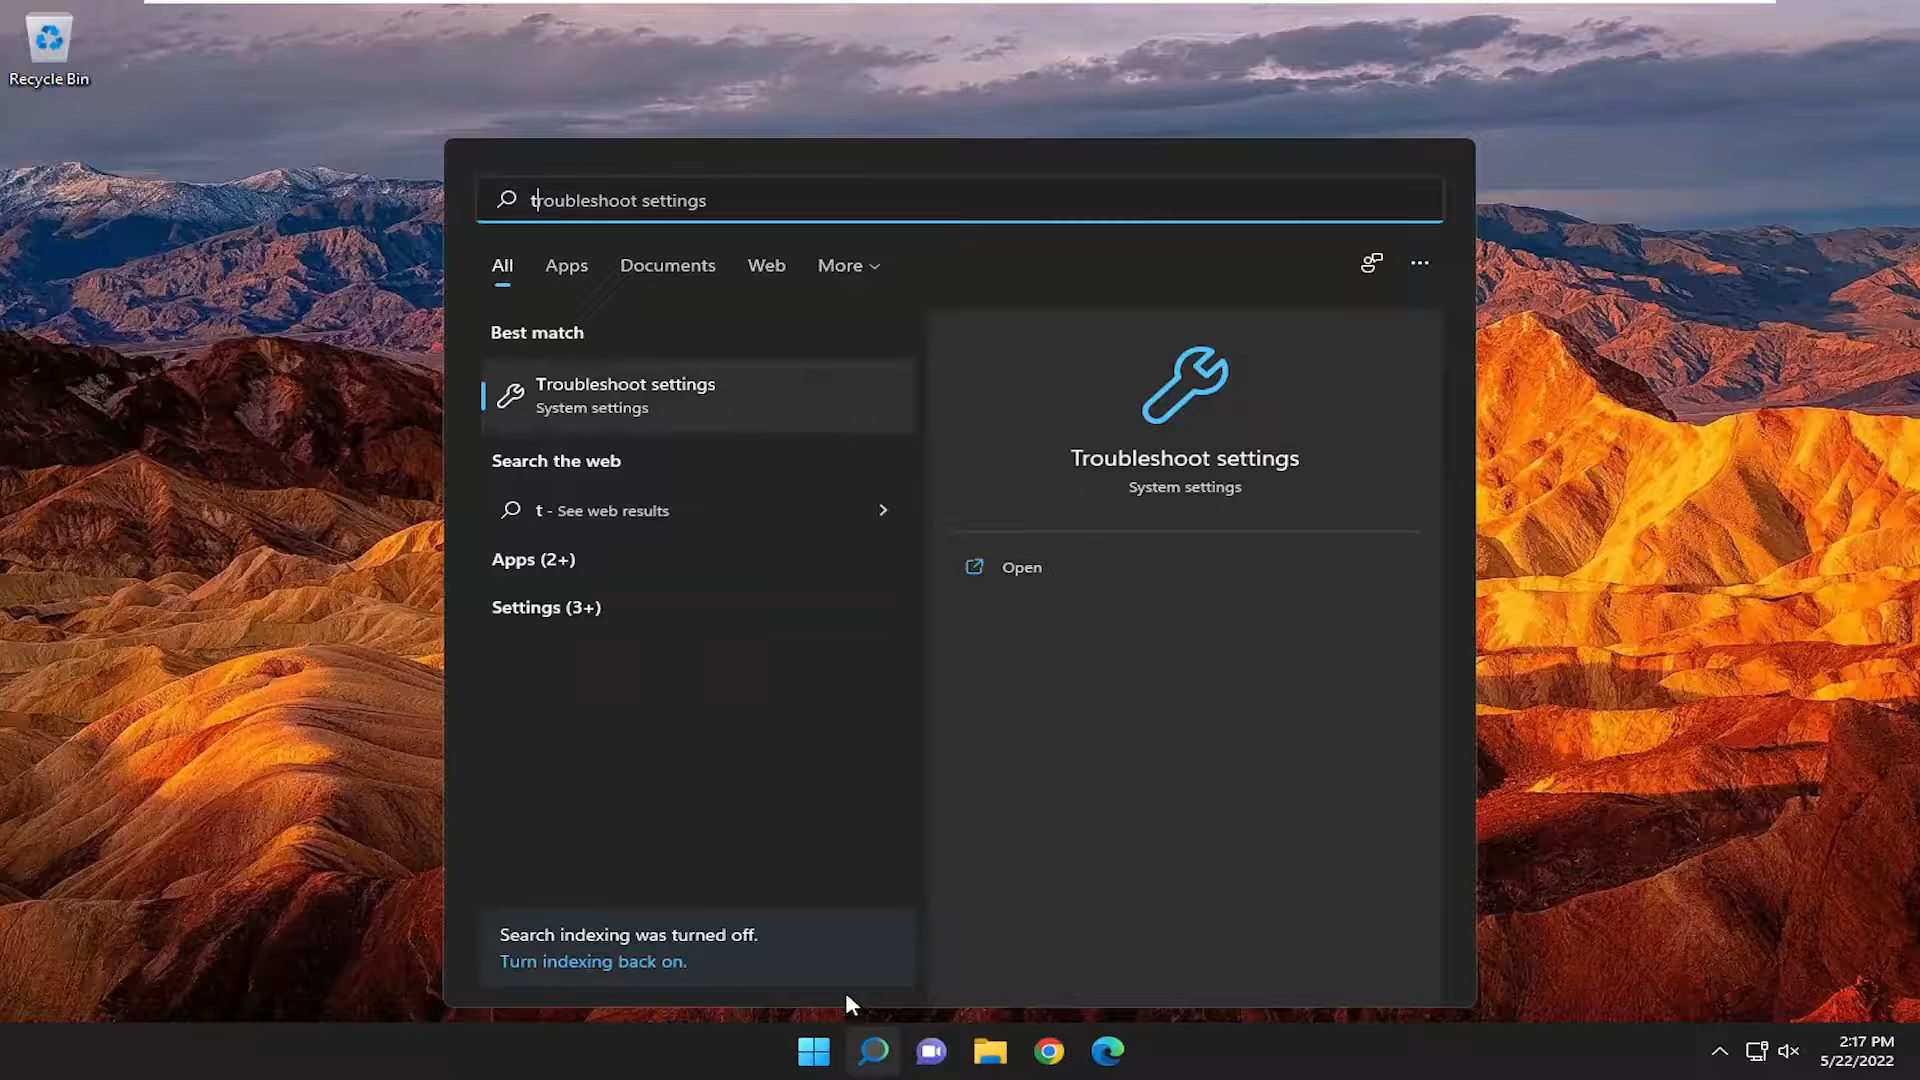 Recycle Bin
troubleshoot settings
All Apps Documents Web More
Best match
Troubleshoot settings
System settings
Search the web
t - See web results
Apps (2+)
Settings (3+)
Troubleshoot settings
System settings
Open
Search indexing was turned off.
Turn indexing back on.
2:17 PM
5/22/2022